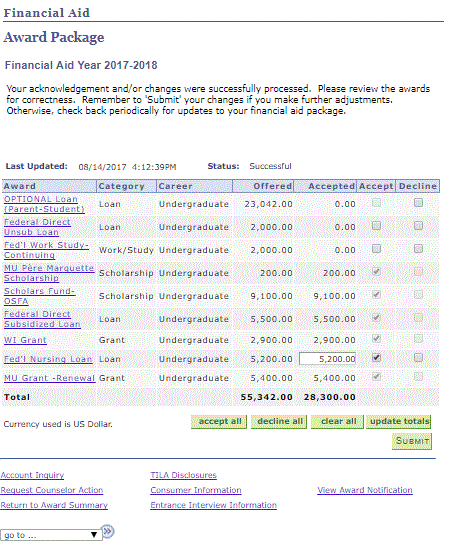 Financial Aid
Award Package
Financial Aid Year 2017-2018
Your acknowledgement and/or changes were successfully processed. Please review the awards
for correctness. Remember to 'Submit' your changes if you make further adjustments.
Otherwise, check back periodically for updates to your financial aid package.
Last Updated: 08/14/2017 4:12:39PM Status: Successful
Award Category Career Offered Accepted Accept Decline
OPTIONAL Loan
(Parent-Student) Loan Undergraduate 23,042.00 0.00
Federal Direct
Unsub Loan Loan Undergraduate 2,000.00 0.00
Fed'l Work Study-
Continuing Work/Study Undergraduate 2,000.00 0.00
MU Père Marquette
Scholarship Scholarship Undergraduate 200.00 200.00
Scholars Fund-
OSFA Scholarship Undergraduate 9,100.00 9,100.00
Federal Direct
Subsidized Loan Loan Undergraduate 5,500.00 5,500.00
WI Grant Grant Undergraduate 2,900.00 2,900.00
Fed'l Nursing Loan Loan Undergraduate 5,200.00 5,200.00
MU Grant -Renewal Grant Undergraduate 5,400.00 5,400.00
Total 55,342.00 28,300.00
Currency used is US Dollar. accept all decline all clear all update totals
SUBMIT
Account Inquiry TILA Disclosures
Request Counselor Action Consumer Information View Award Notification
Return to Award Summary Entrance Interview Information
go to ...